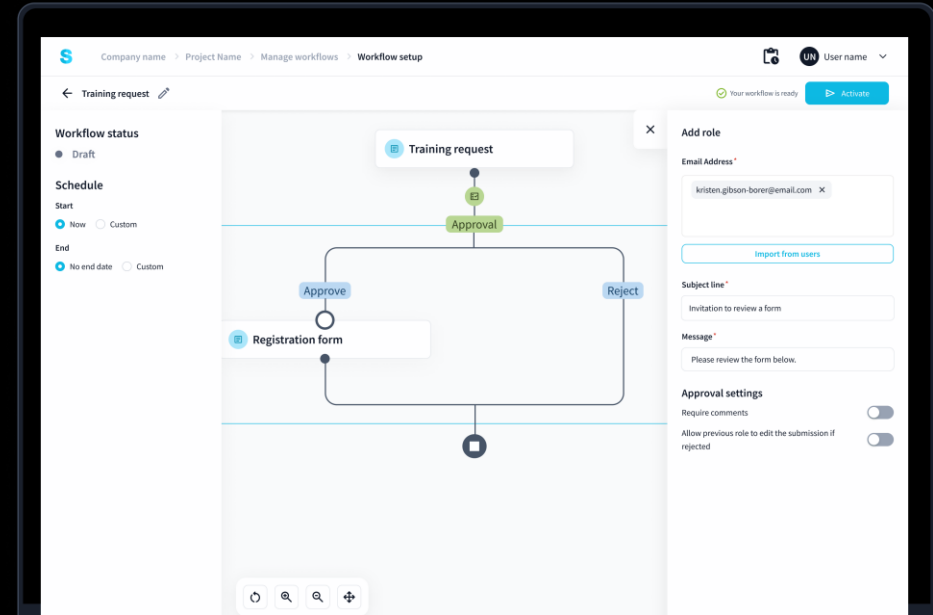 S
Company name > Project Name > Manage workflows > Workflow setup
UN User name
Training request
Your workflow is ready
Activate
Workflow status
Draft
Schedule
Start
Now Custom
End
No end date Custom
Training request
Approval
Approve
Reject
Registration form
Add role
Email Address*
kristen.gibson-borer@email.com ×
Import from users
Subject line*
Invitation to review a form
Message*
Please review the form below.
Approval settings
Require comments
Allow previous role to edit the submission if
rejected